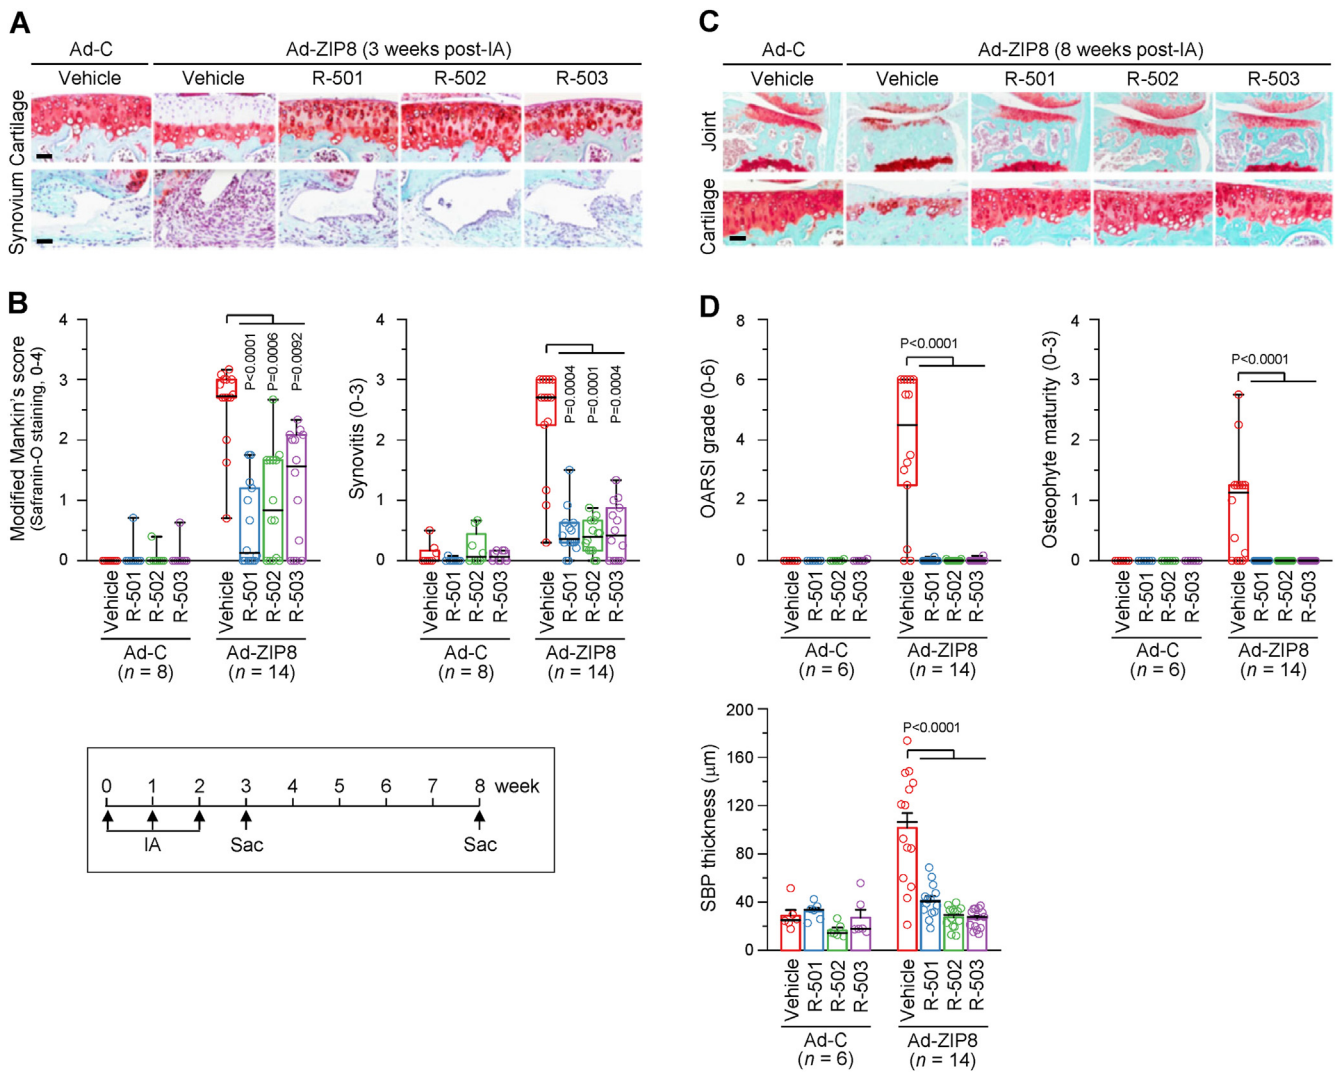 A
Ad-C
Ad-ZIP8 (3 weeks post-IA)
Vehicle
Vehicle
R-501
R-502
R-503
Cartilage
Synovium
C
Ad-C
Ad-ZIP8 (8 weeks post-IA)
Vehicle
Vehicle
R-501
R-502
R-503
Joint
Cartilage
B
Modified Mankin's score
(Safranin-O staining, 0-4)
4
3
2
1
0
P<0.0001
P=0.0006
P=0.0092
Vehicle
R-501
R-502
R-503
Vehicle
R-501
R-502
R-503
Ad-C
(n = 8)
Ad-ZIP8
(n = 14)
Synovitis (0-3)
4
3
2
1
0
P=0.0004
P=0.0001
P=0.0004
Vehicle
R-501
R-502
R-503
Vehicle
R-501
R-502
R-503
Ad-C
(n = 8)
Ad-ZIP8
(n = 14)
0 1 2 3 4 5 6 7 8 week
IA
Sac
Sac
D
OARSI grade (0-6)
8
6
4
2
0
P<0.0001
Vehicle
R-501
R-502
R-503
Vehicle
R-501
R-502
R-503
Ad-C
(n = 6)
Ad-ZIP8
(n = 14)
Osteophyte maturity (0-3)
4
3
2
1
0
P<0.0001
Vehicle
R-501
R-502
R-503
Vehicle
R-501
R-502
R-503
Ad-C
(n = 6)
Ad-ZIP8
(n = 14)
SBP thickness (μm)
200
160
120
80
40
0
P<0.0001
Vehicle
R-501
R-502
R-503
Vehicle
R-501
R-502
R-503
Ad-C
(n = 6)
Ad-ZIP8
(n = 14)